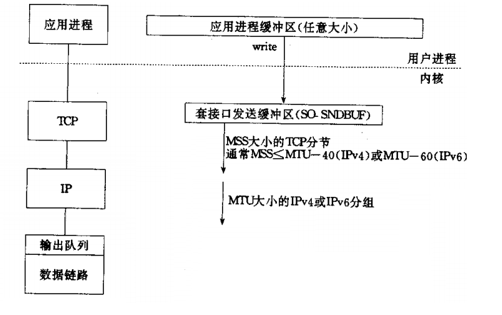 应用进程
应用进程缓冲区(任意大小)
write
用户进程
内核
TCP
套接口发送缓冲区(SO-SNDBUF)
MSS大小的TCP分节
通常MSS≤MTU-40(IPv4)或MTU-60(IPv6)
IP
MTU大小的IPv4或IPv6分组
输出队列
数据链路